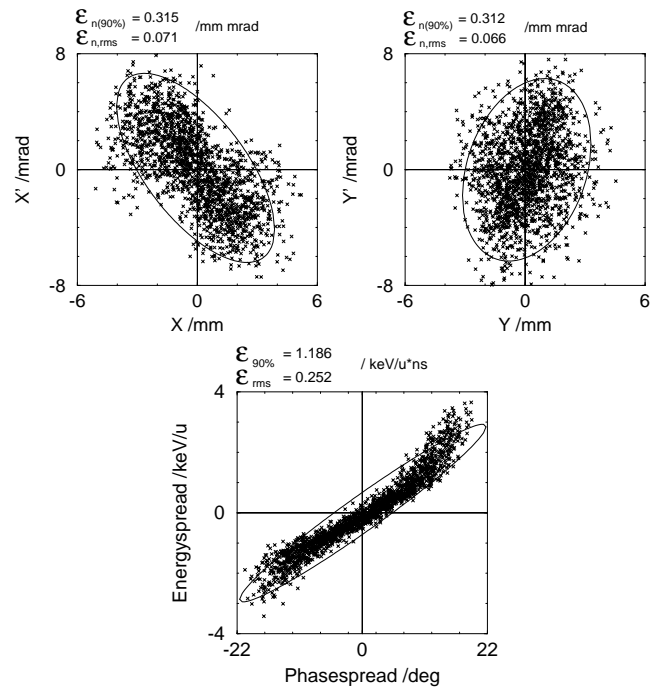 ε n(90%) = 0.315 /mm mrad
ε n,rms = 0.071
8
0
-8
X' /mrad
-6 0 6
X /mm
ε n(90%) = 0.312 /mm mrad
ε n,rms = 0.066
8
0
-8
Y' /mrad
-6 0 6
Y /mm
ε 90% = 1.186 / keV/u*ns
ε rms = 0.252
4
0
-4
Energyspread /keV/u
-22 0 22
Phasespread /deg